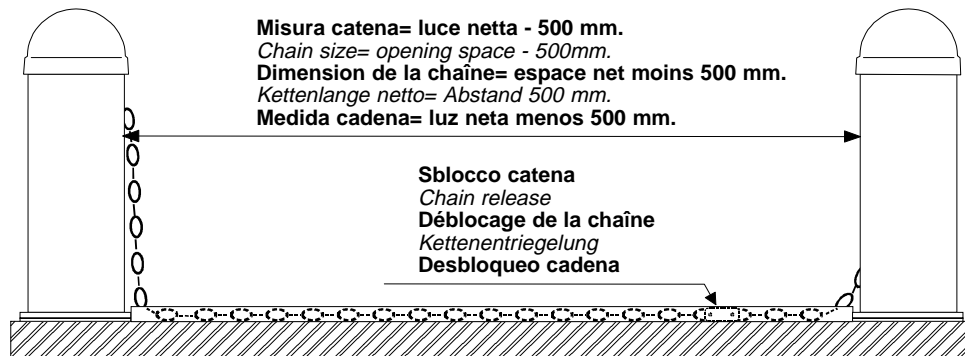 Misura catena= luce netta - 500 mm.
Chain size= opening space - 500mm.
Dimension de la chaîne= espace net moins 500 mm.
Kettenlange netto= Abstand 500 mm.
Medida cadena= luz neta menos 500 mm.
Sblocco catena
Chain release
Déblocage de la chaîne
Kettenentriegelung
Desbloqueo cadena